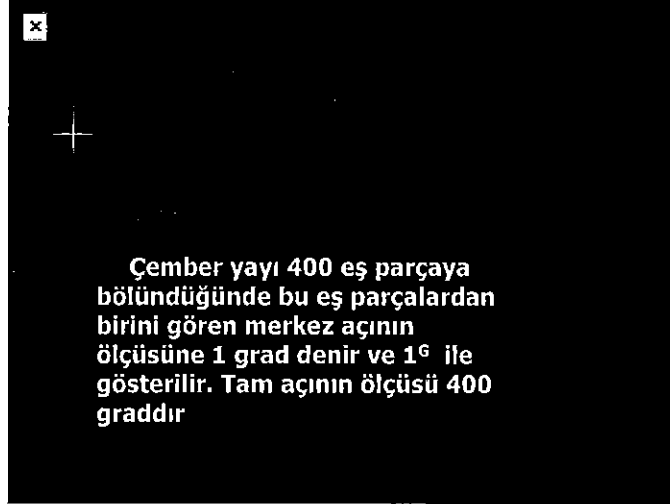 Çember yayı 400 eş parçaya
bölündüğünde bu eş parçalardan
birini gören merkez açının
ölçüsüne 1 grad denir ve 1ᴳ ile
gösterilir. Tam açının ölçüsü 400
graddır